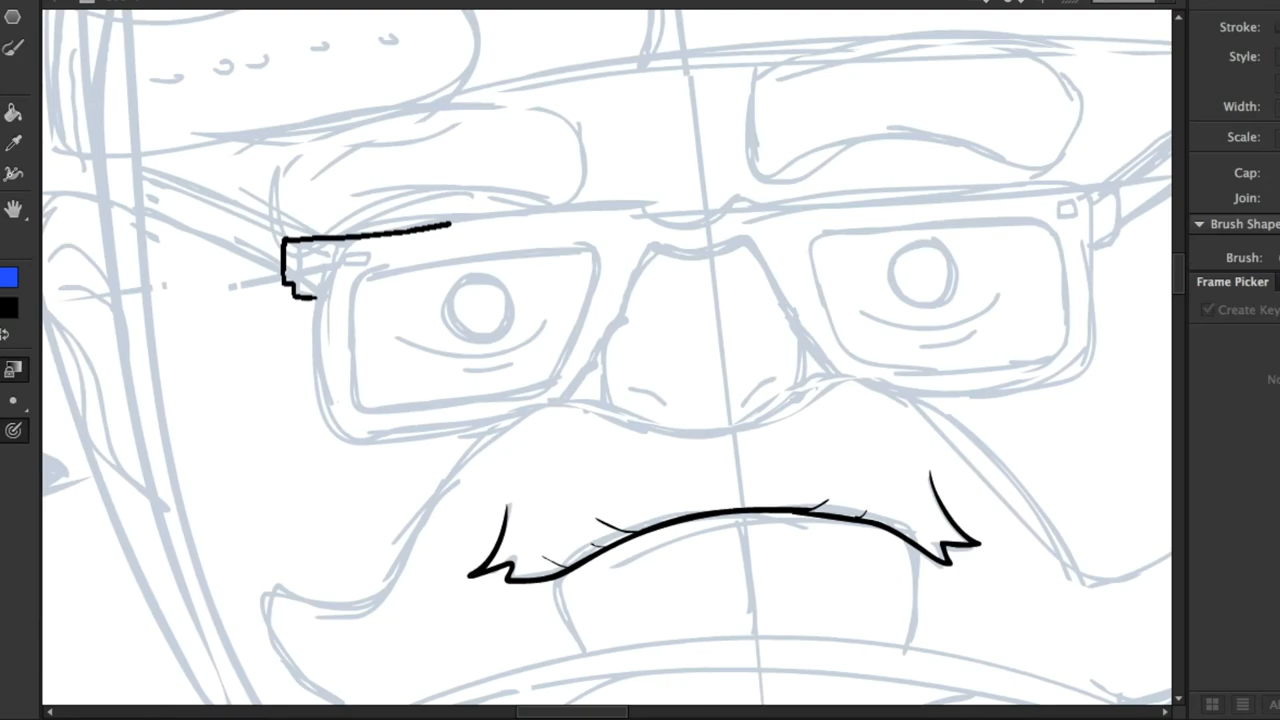 Stroke:
Style:
Width:
Scale:
Cap:
Join:
Brush Shape
Brush:
Frame Picker
Create Key